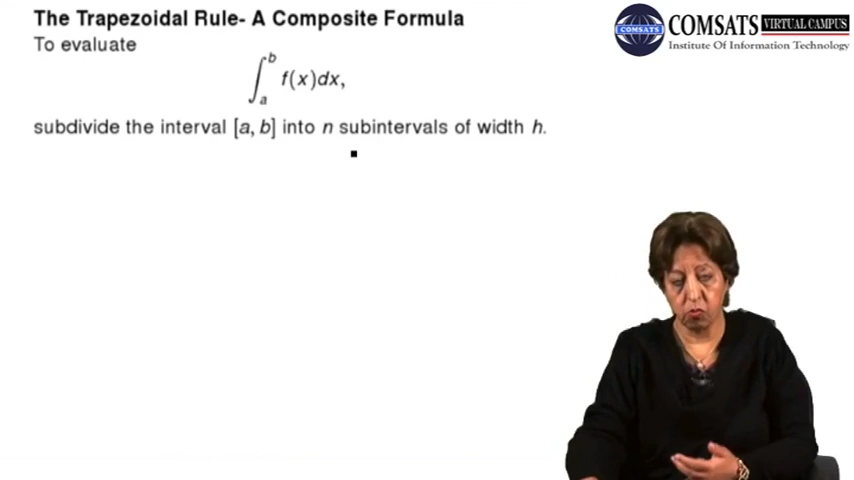 The Trapezoidal Rule- A Composite Formula
To evaluate
∫_a^b f(x)dx,
subdivide the interval [a, b] into n subintervals of width h.
COMSATS
COMSATS VIRTUAL CAMPUS
Institute Of Information Technology